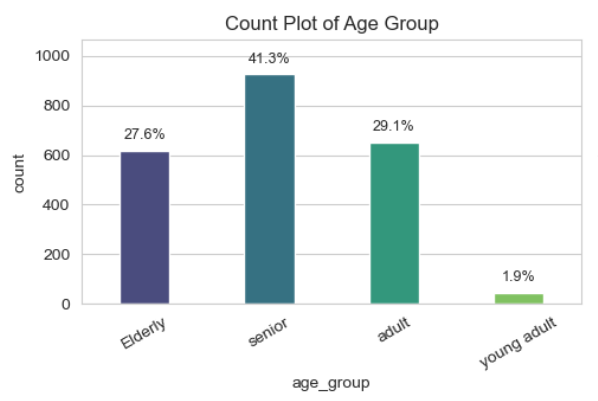 Count Plot of Age Group
1000
800
600
400
200
0
count
27.6%
41.3%
29.1%
1.9%
Elderly
senior
adult
young adult
age_group